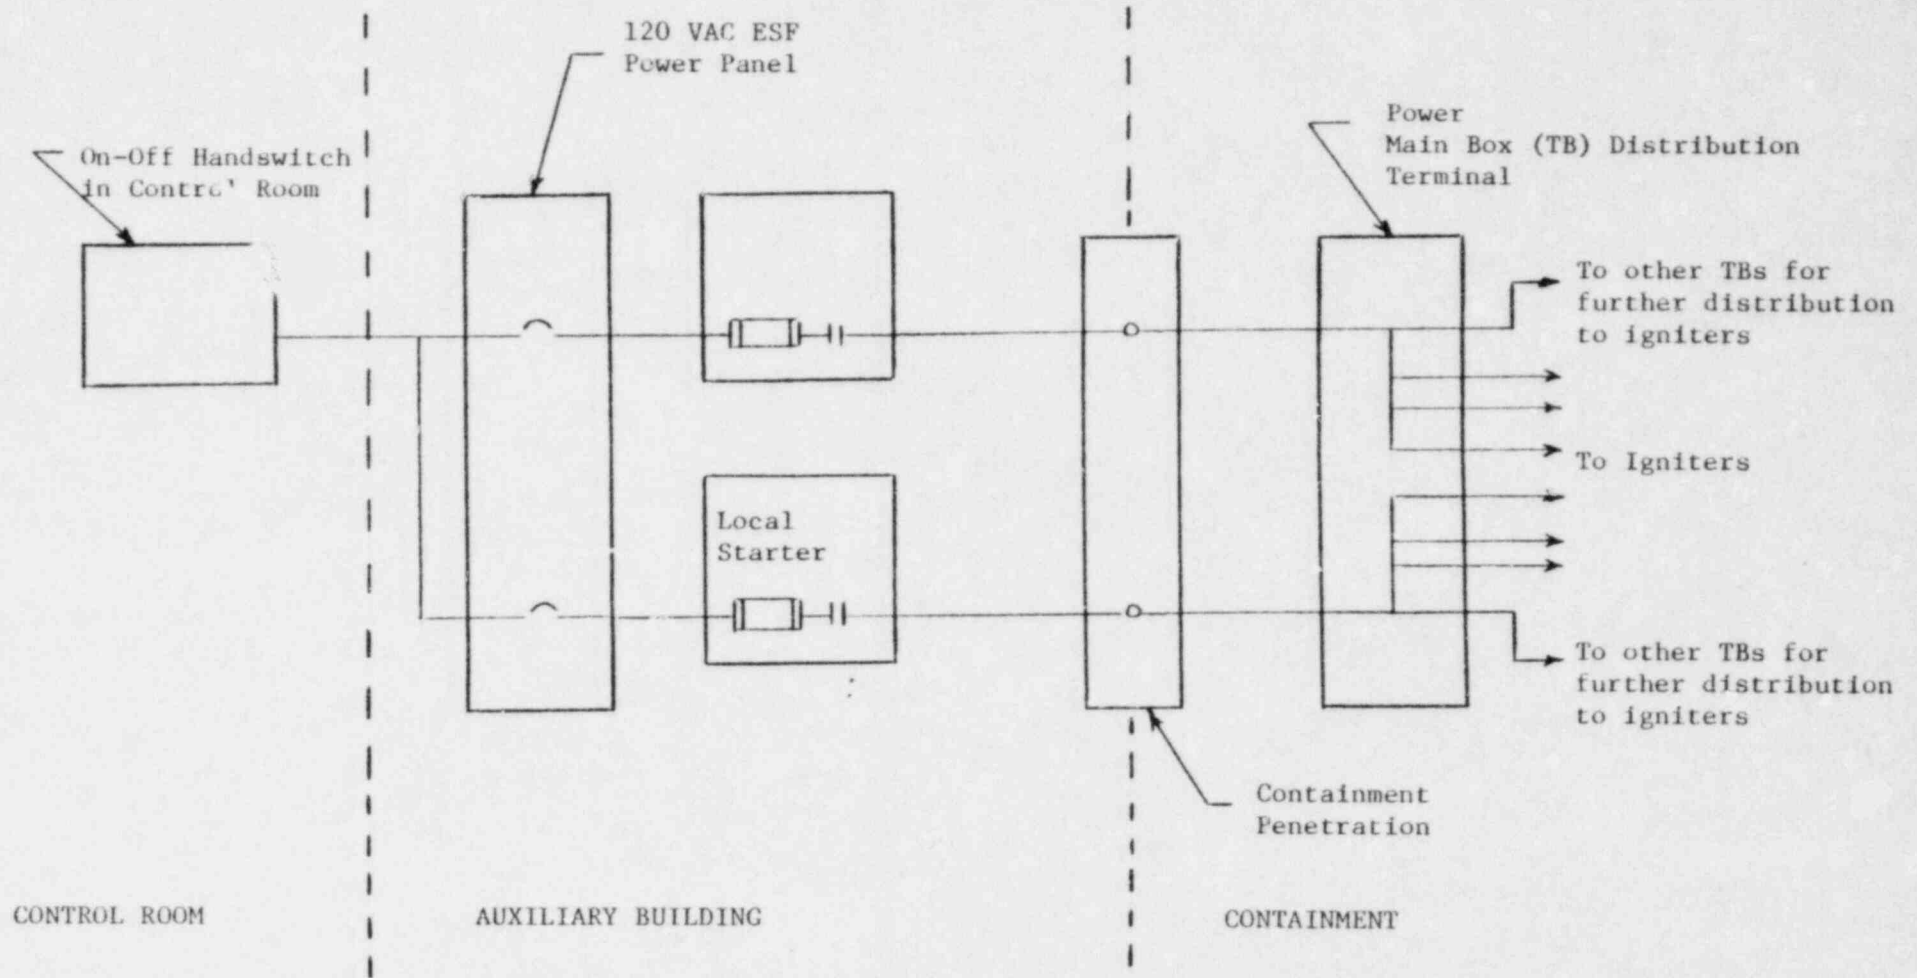 120 VAC ESF
Power Panel
On-Off Handswitch
in Contro' Room
Power
Main Box (TB) Distribution
Terminal
To other TBs for
further distribution
to igniters
To Igniters
Local
Starter
To other TBs for
further distribution
to igniters
Containment
Penetration
CONTROL ROOM
AUXILIARY BUILDING
CONTAINMENT